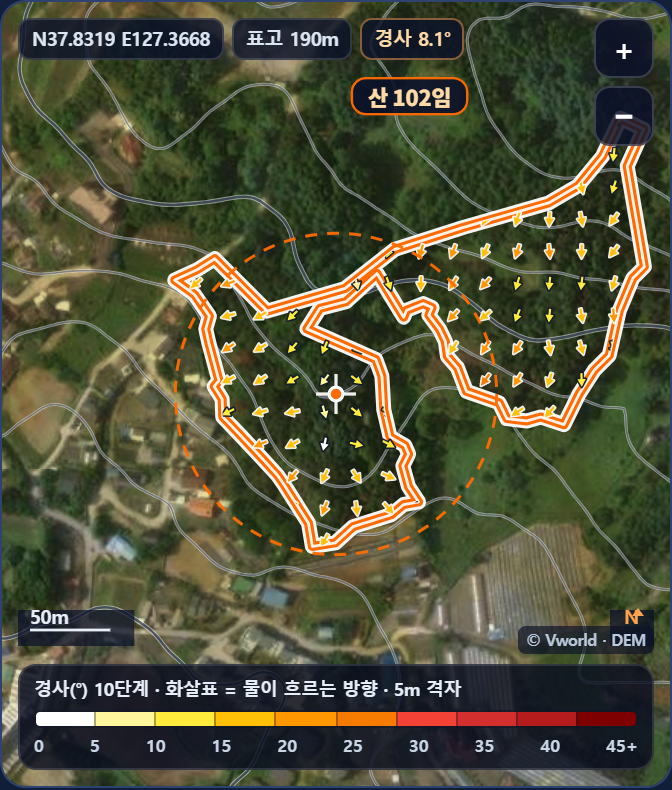 N37.8319 E127.3668
표고 190m
경사 8.1°
+
산 102임
−
50m
N
© Vworld · DEM
경사(°) 10단계 · 화살표 = 물이 흐르는 방향 · 5m 격자
0 5 10 15 20 25 30 35 40 45+